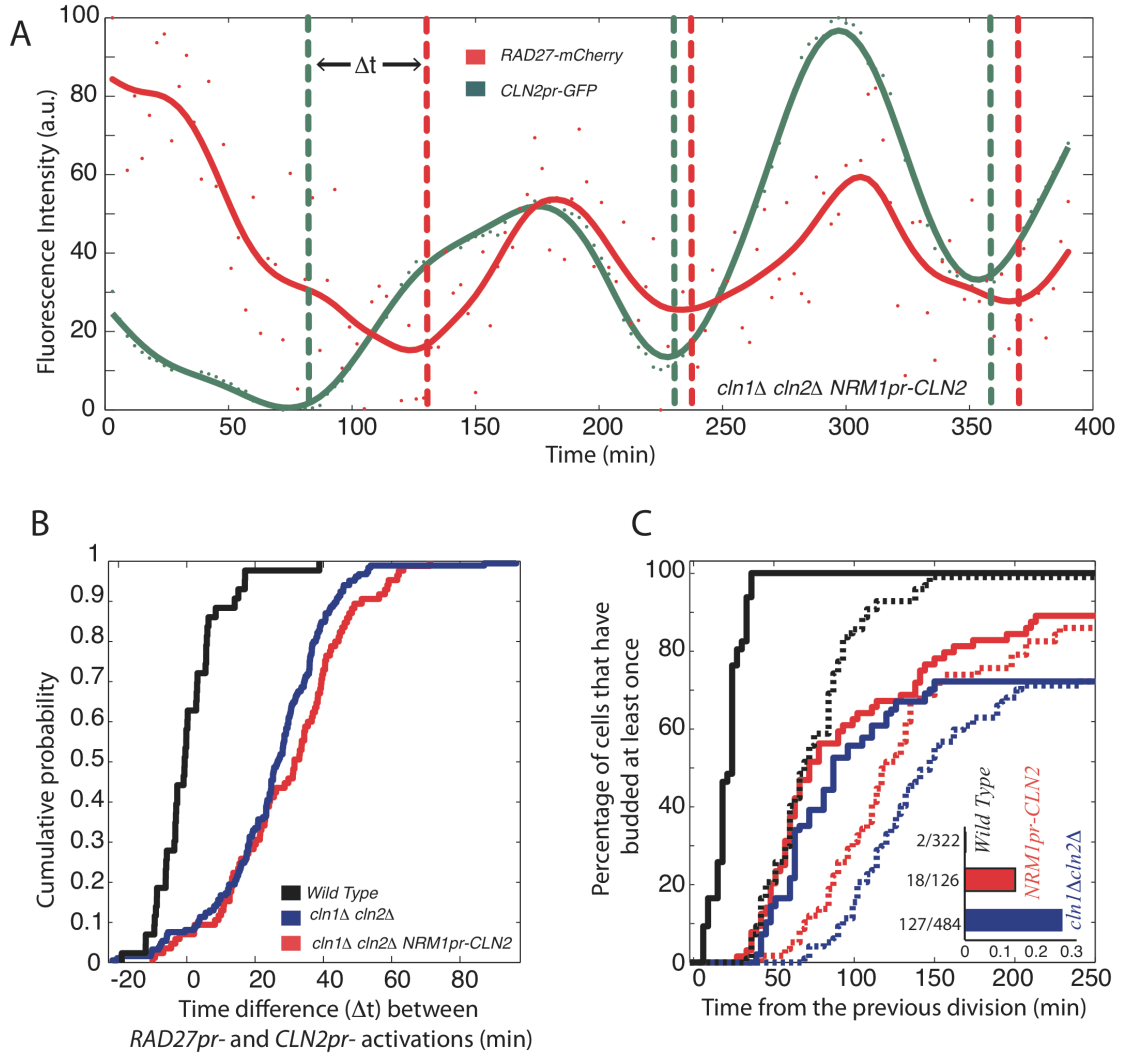 A
100
80
60
40
20
0
Fluorescence Intensity (a.u.)
Δt
RAD27-mCherry
CLN2pr-GFP
cln1Δ cln2Δ NRM1pr-CLN2
0 50 100 150 200 250 300 350 400
Time (min)
B
1
0.9
0.8
0.7
0.6
0.5
0.4
0.3
0.2
0.1
0
Cumulative probability
Wild Type
cln1Δ cln2Δ
cln1Δ cln2Δ NRM1pr-CLN2
-20 0 20 40 60 80
Time difference (Δt) between
RAD27pr- and CLN2pr- activations (min)
C
100
80
60
40
20
0
Percentage of cells that have
budded at least once
2/322
18/126
127/484
Wild Type
NRM1pr-CLN2
cln1Δcln2Δ
0 0.1 0.2 0.3
0 50 100 150 200 250
Time from the previous division (min)